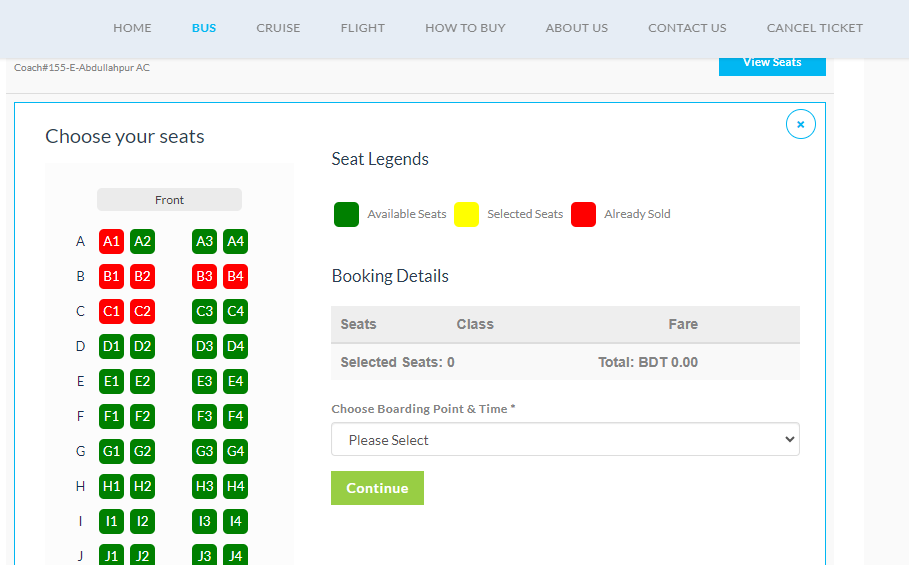 HOME BUS CRUISE FLIGHT HOW TO BUY ABOUT US CONTACT US CANCEL TICKET
Coach#155-E-Abdullahpur AC
View Seats
×
Choose your seats
Front
A A1 A2 A3 A4
B B1 B2 B3 B4
C C1 C2 C3 C4
D D1 D2 D3 D4
E E1 E2 E3 E4
F F1 F2 F3 F4
G G1 G2 G3 G4
H H1 H2 H3 H4
I I1 I2 I3 I4
J J1 J2 J3 J4
Seat Legends
Available Seats Selected Seats Already Sold
Booking Details
Seats Class Fare
Selected Seats: 0 Total: BDT 0.00
Choose Boarding Point & Time *
Please Select
Continue